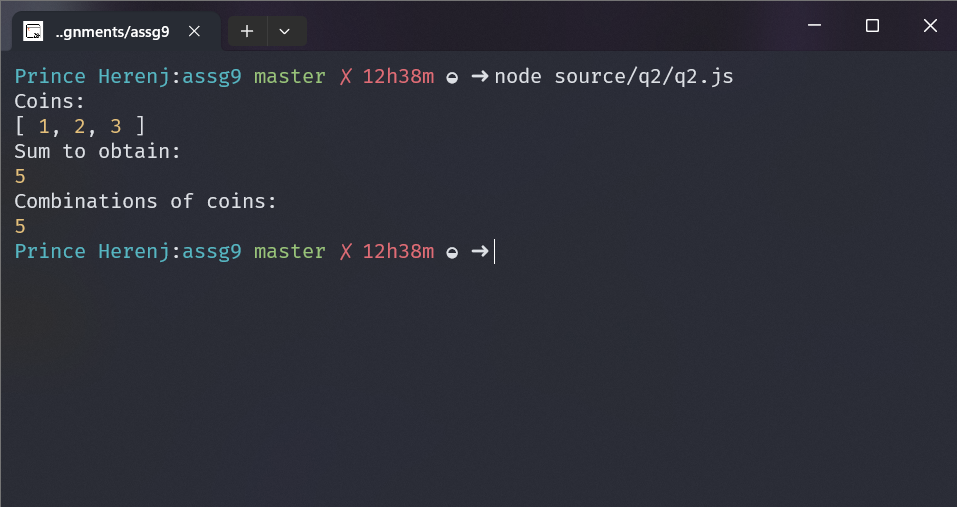 ..gnments/assg9
Prince Herenj:assg9 master ✗ 12h38m ◒ ➜node source/q2/q2.js
Coins:
[ 1, 2, 3 ]
Sum to obtain:
5
Combinations of coins:
5
Prince Herenj:assg9 master ✗ 12h38m ◒ ➜